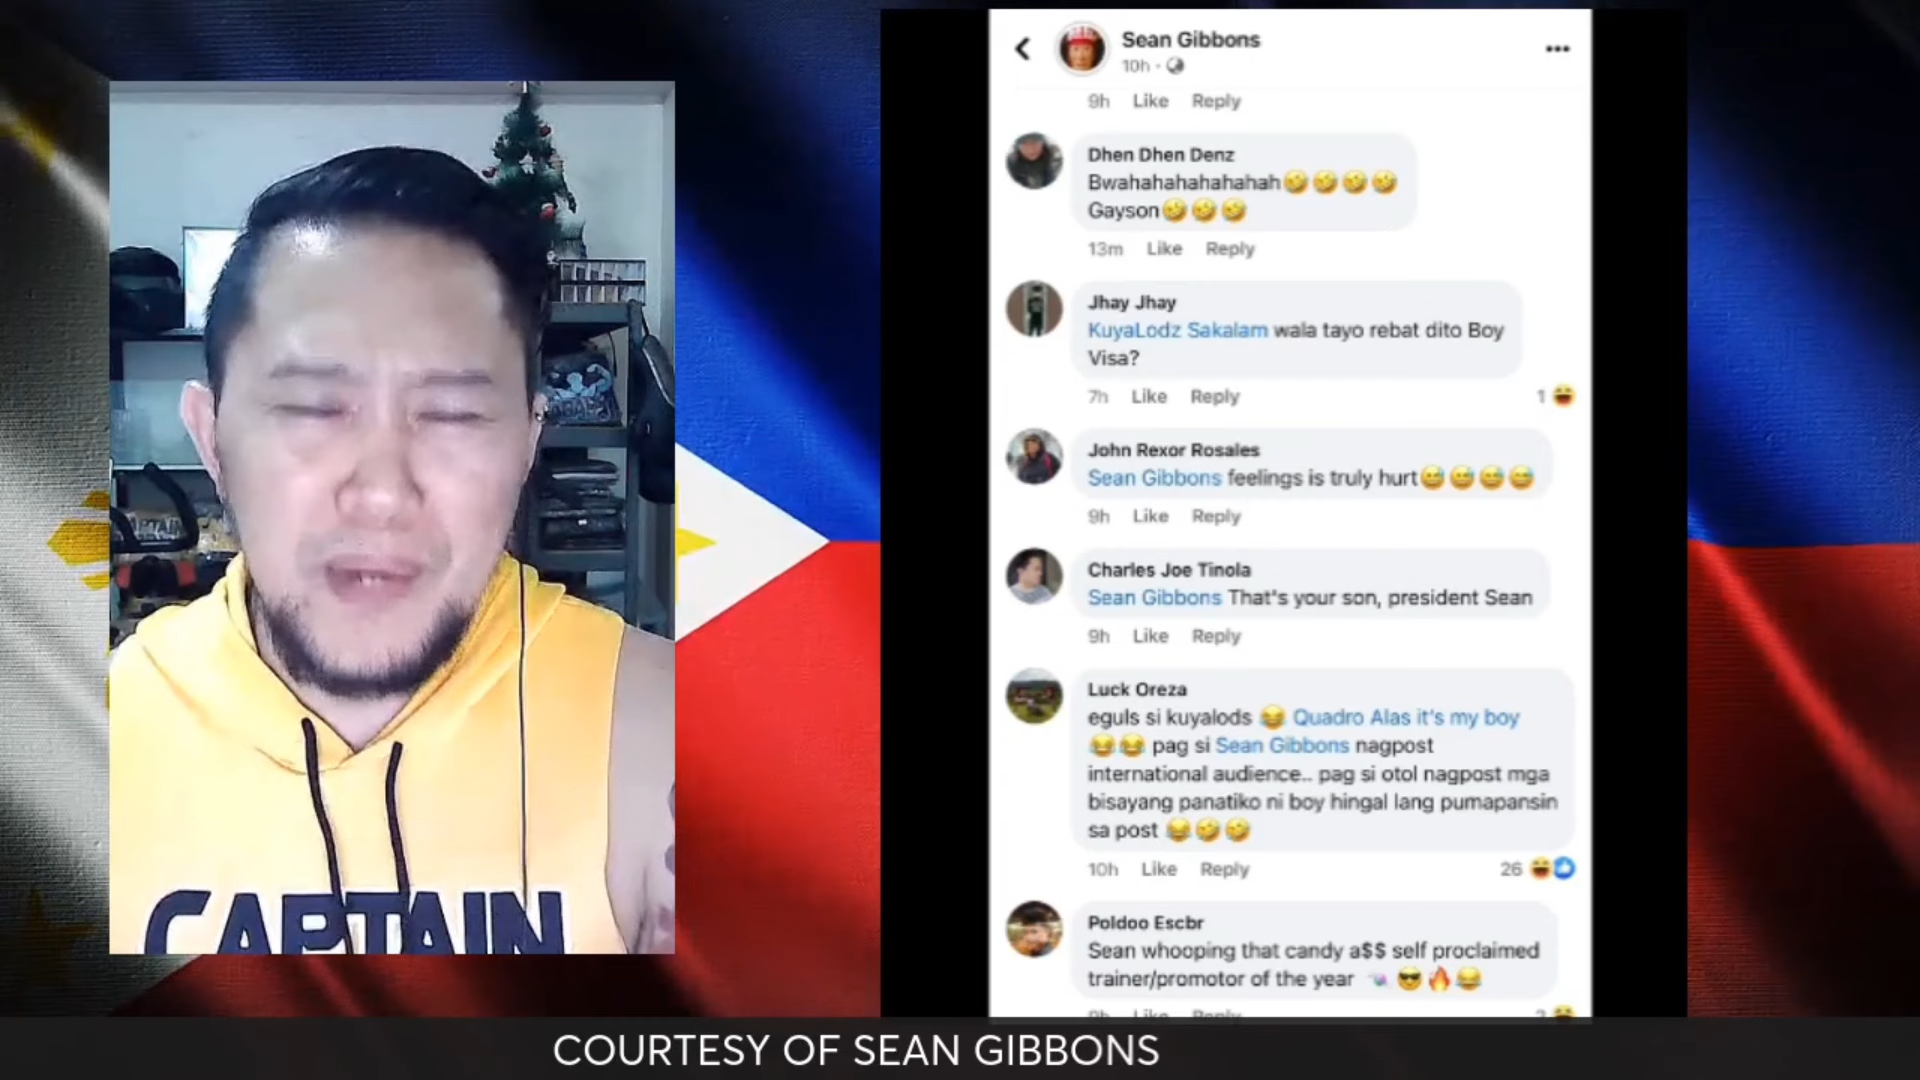 Sean Gibbons
10h
9h Like Reply
Dhen Dhen Denz
Bwahahahahahahah🤣🤣🤣🤣
Gayson🤣🤣🤣
13m Like Reply
Jhay Jhay
KuyaLodz Sakalam wala tayo rebat dito Boy
Visa?
7h Like Reply 1
John Rexor Rosales
Sean Gibbons feelings is truly hurt😅😅😅😅
9h Like Reply
Charles Joe Tinola
Sean Gibbons That's your son, president Sean
9h Like Reply
Luck Oreza
eguls si kuyalods 😂 Quadro Alas it's my boy
😂😂 pag si Sean Gibbons nagpost
international audience.. pag si otol nagpost mga
bisayang panatiko ni boy hingal lang pumapansin
sa post 😂🤣🤣
10h Like Reply 26
Poldoo Escbr
Sean whooping that candy a$$ self proclaimed
trainer/promotor of the year 🍬😎🔥😂
9h Like Reply
CAPTAIN
COURTESY OF SEAN GIBBONS